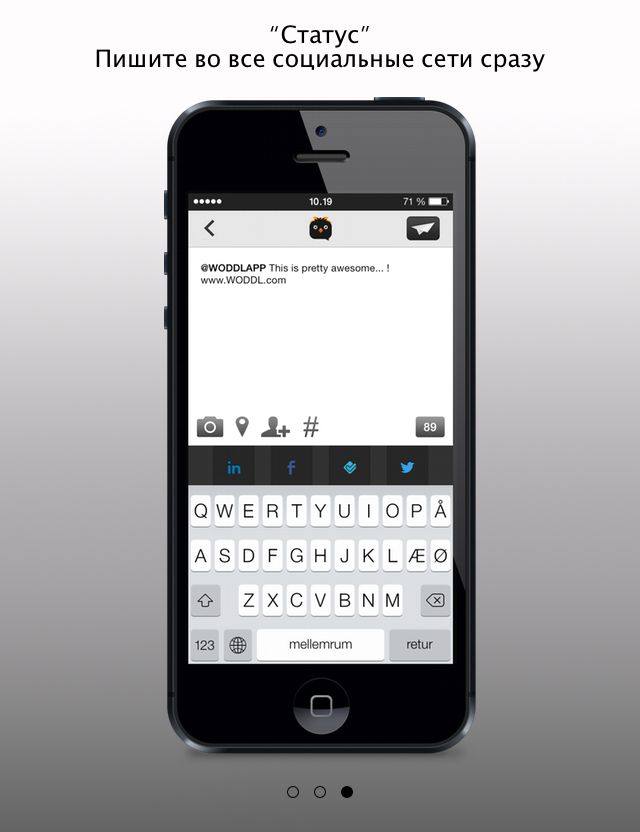 “Статус”
Пишите во все социальные сети сразу
10.19
71 %
@WODDLAPP This is pretty awesome... !
www.WODDL.com
#
89
in f
Q W E R T Y U I O P Å
A S D F G H J K L Æ Ø
Z X C V B N M
123 mellemrum retur